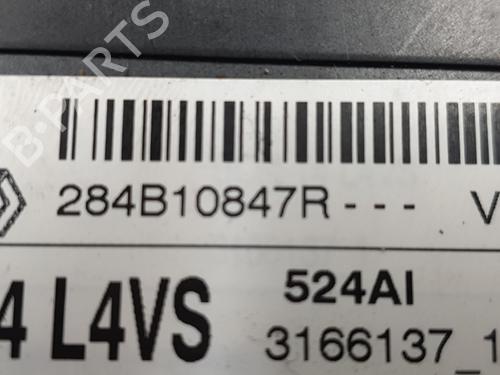 B-PARTS
284B10847R--- V
4 L4VS 524AI
3166137_1